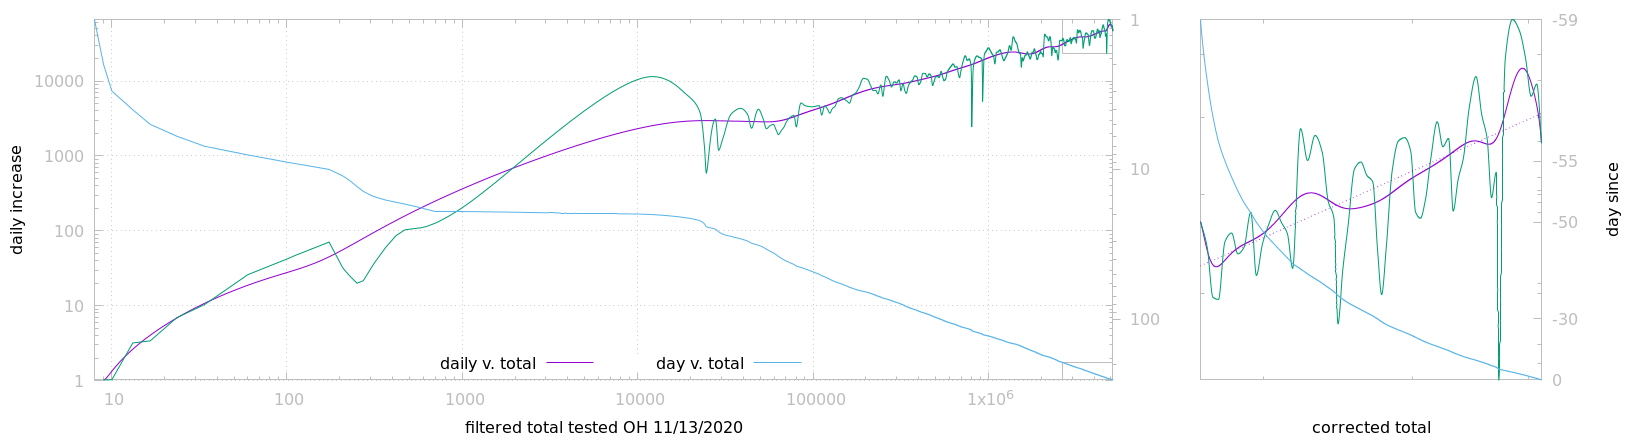 daily increase
10000
1000
100
10
1
10
100
1000
10000
100000
1x10^6
1
10
100
daily v. total
day v. total
filtered total tested OH 11/13/2020
-59
-55
-50
-30
0
day since
corrected total